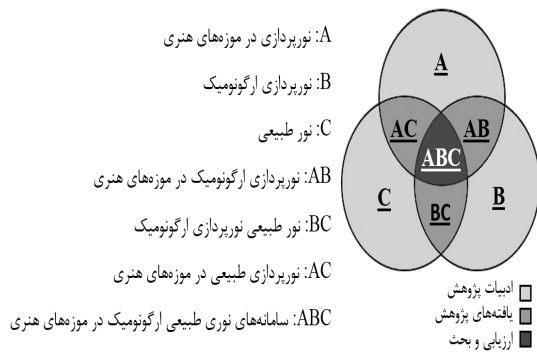 A: نورپردازی در موزه‌های هنری
B: نورپردازی ارگونومیک
C: نور طبیعی
AB: نورپردازی ارگونومیک در موزه‌های هنری
BC: نور طبیعی نورپردازی ارگونومیک
AC: نورپردازی طبیعی در موزه‌های هنری
ABC: سامانه‌های نوری طبیعی ارگونومیک در موزه‌های هنری
A
AC
AB
ABC
C
B
BC
ادبیات پژوهش
یافته‌های پژوهش
ارزیابی و بحث